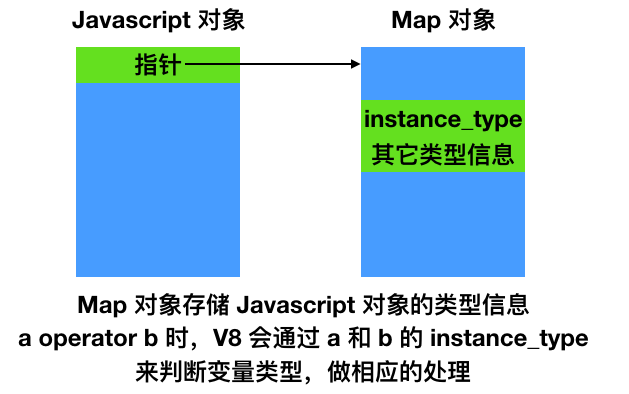 Javascript 对象
Map 对象
指针
instance_type
其它类型信息
Map 对象存储 Javascript 对象的类型信息
a operator b 时，V8 会通过 a 和 b 的 instance_type
来判断变量类型，做相应的处理